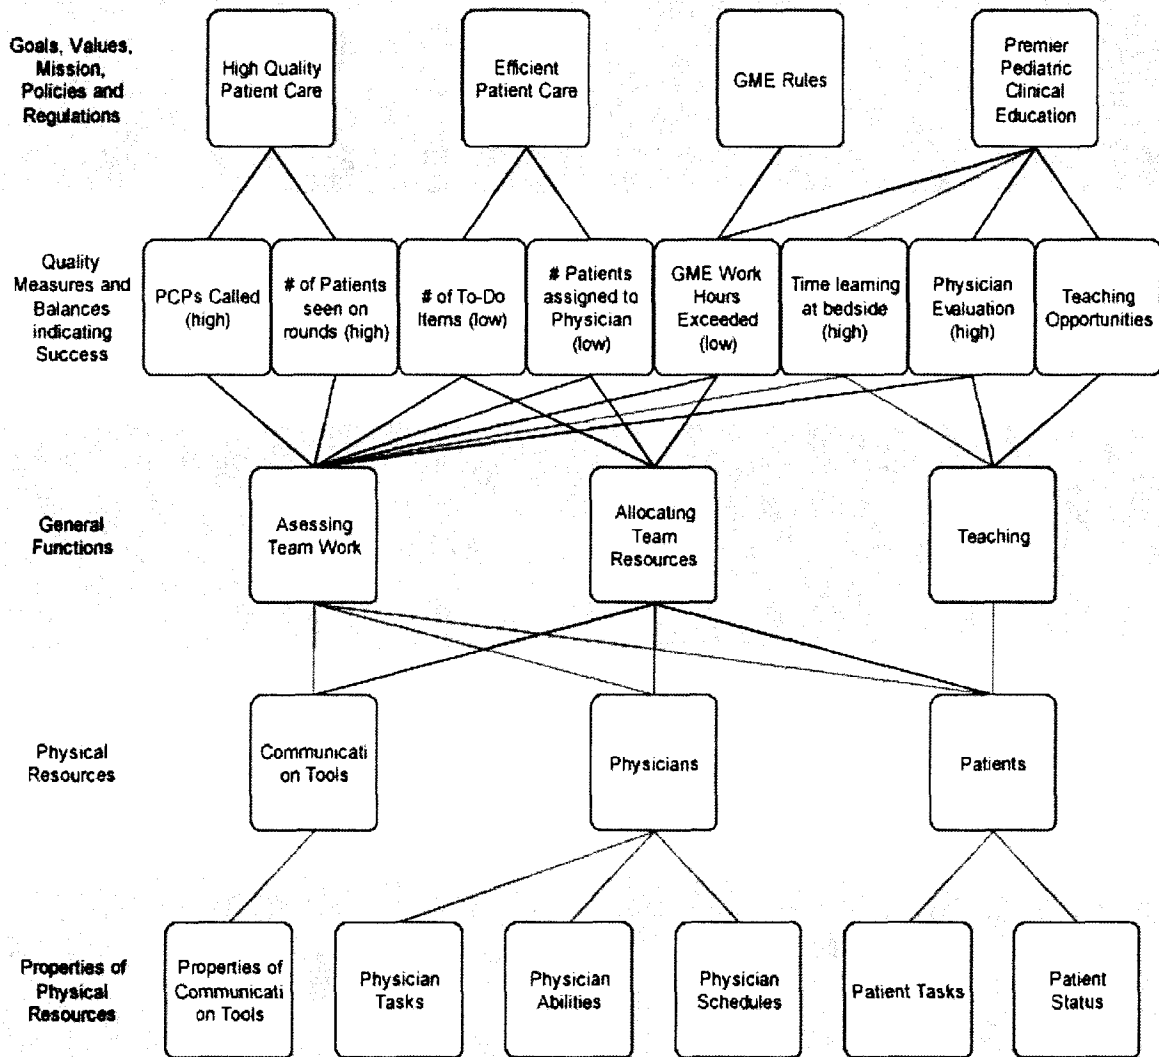 Goals, Values,
Mission,
Policies and
Regulations
High Quality
Patient Care
Efficient
Patient Care
GME Rules
Premier
Pediatric
Clinical
Education
Quality
Measures and
Balances
indicating
Success
PCPs Called
(high)
# of Patients
seen on
rounds (high)
# of To-Do
Items (low)
# Patients
assigned to
Physician
(low)
GME Work
Hours
Exceeded
(low)
Time learning
at bedside
(high)
Physician
Evaluation
(high)
Teaching
Opportunities
General
Functions
Asessing
Team Work
Allocating
Team
Resources
Teaching
Physical
Resources
Communicati
on Tools
Physicians
Patients
Properties of
Physical
Resources
Properties of
Communicati
on Tools
Physician
Tasks
Physician
Abilities
Physician
Schedules
Patient Tasks
Patient
Status